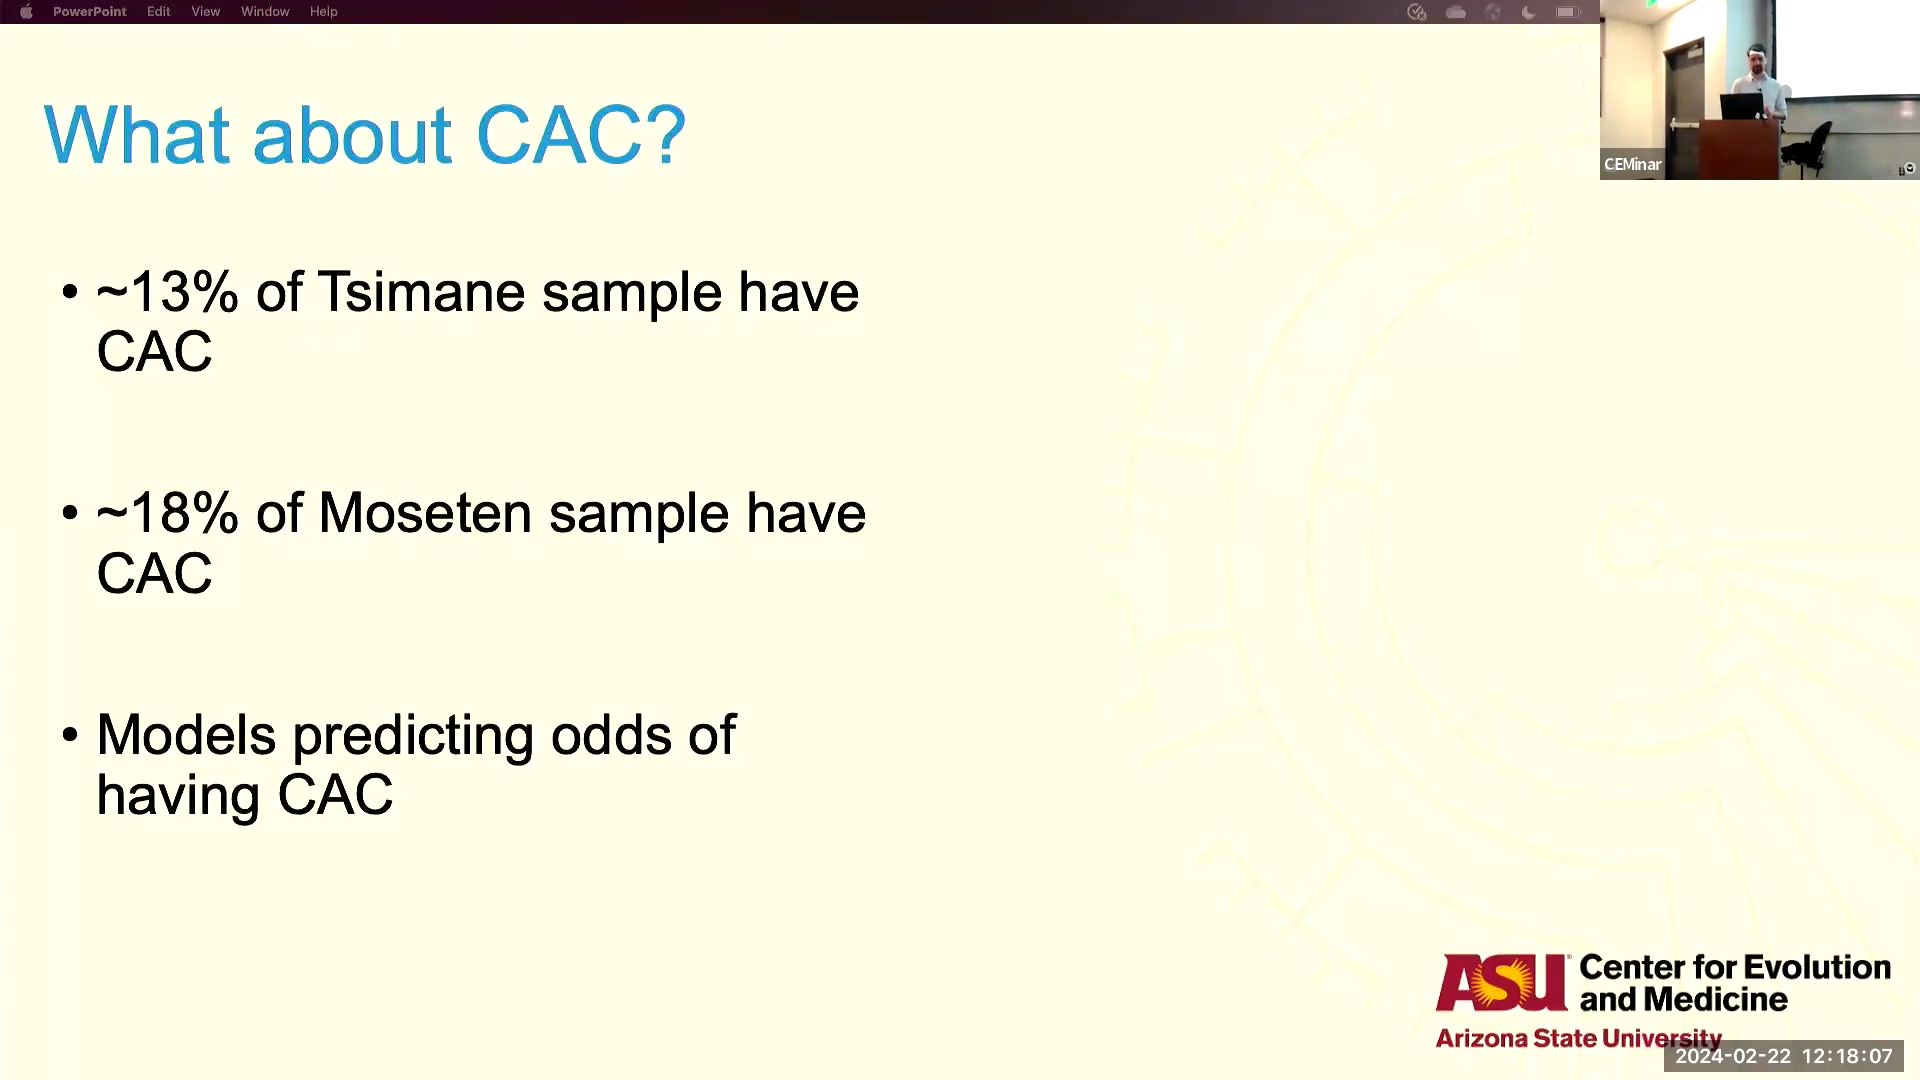 PowerPoint Edit View Window Help
What about CAC?
• ~13% of Tsimane sample have
CAC
• ~18% of Moseten sample have
CAC
• Models predicting odds of
having CAC
CEMinar
ASU Center for Evolution
and Medicine
Arizona State University
2024-02-22 12:18:07